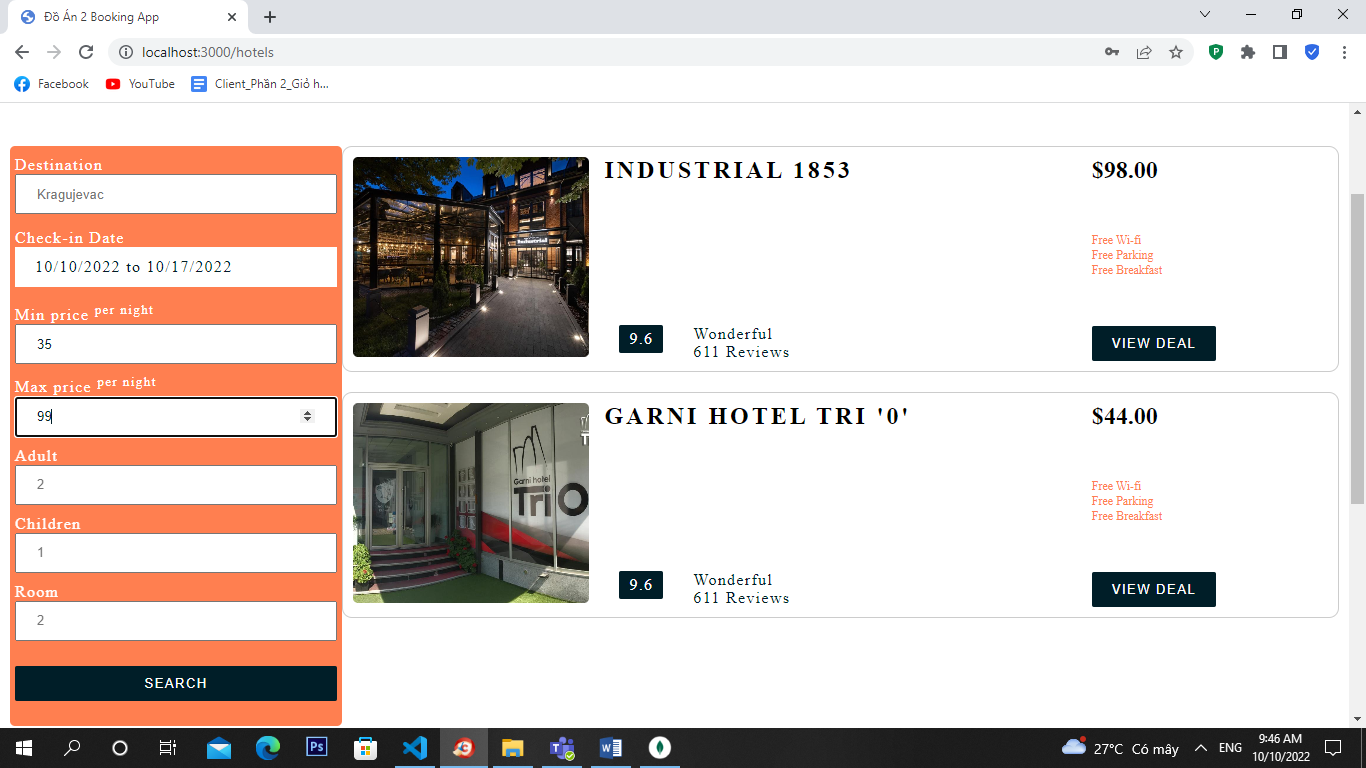 Đồ Án 2 Booking App
localhost:3000/hotels
Facebook
YouTube
Client_Phần 2_Giỏ h...
Destination
Kragujevac
Check-in Date
10/10/2022 to 10/17/2022
Min price per night
35
Max price per night
99
Adult
2
Children
1
Room
2
SEARCH
INDUSTRIAL 1853
$98.00
Industrial
Free Wi-fi
Free Parking
Free Breakfast
9.6
Wonderful
611 Reviews
VIEW DEAL
GARNI HOTEL TRI '0'
$44.00
Garni hotel
TriO
Free Wi-fi
Free Parking
Free Breakfast
9.6
Wonderful
611 Reviews
VIEW DEAL
Ps
27°C Có mây
ENG
9:46 AM
10/10/2022